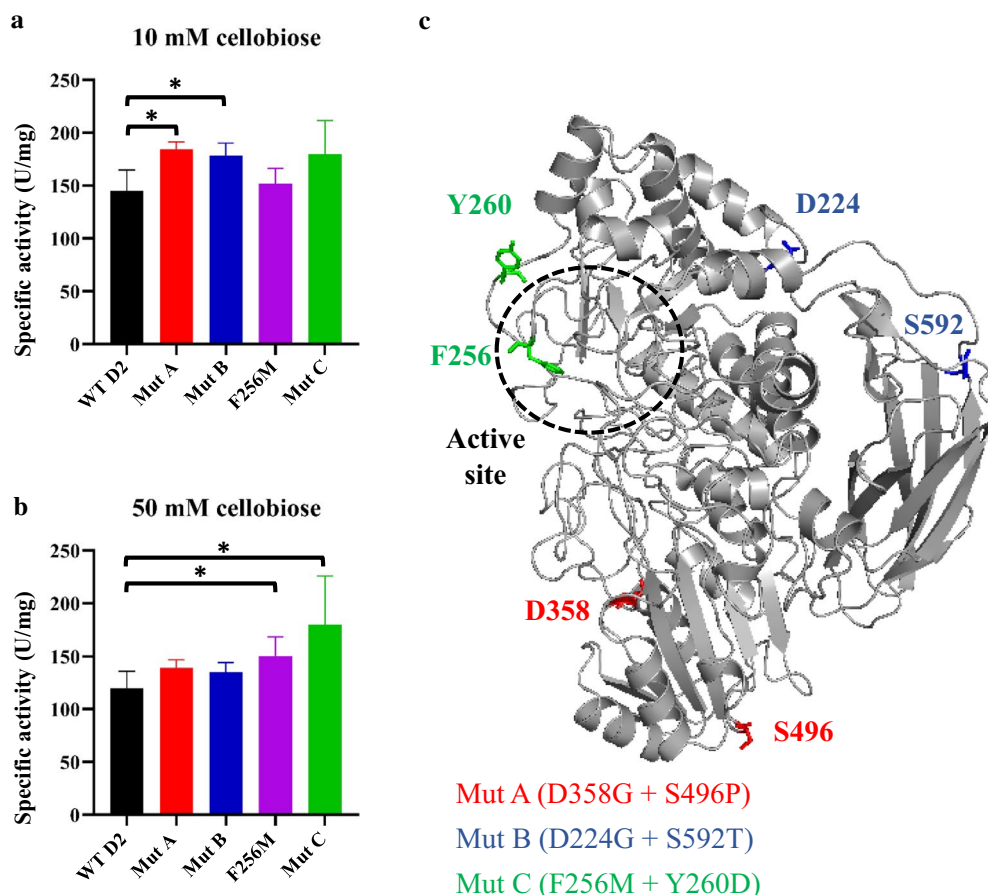 a
10 mM cellobiose
Specific activity (U/mg)
250
200
150
100
50
0
*
*
WT D2
Mut A
Mut B
F256M
Mut C
b
50 mM cellobiose
Specific activity (U/mg)
250
200
150
100
50
0
*
*
WT D2
Mut A
Mut B
F256M
Mut C
c
Y260
D224
F256
S592
Active
site
D358
S496
Mut A (D358G + S496P)
Mut B (D224G + S592T)
Mut C (F256M + Y260D)